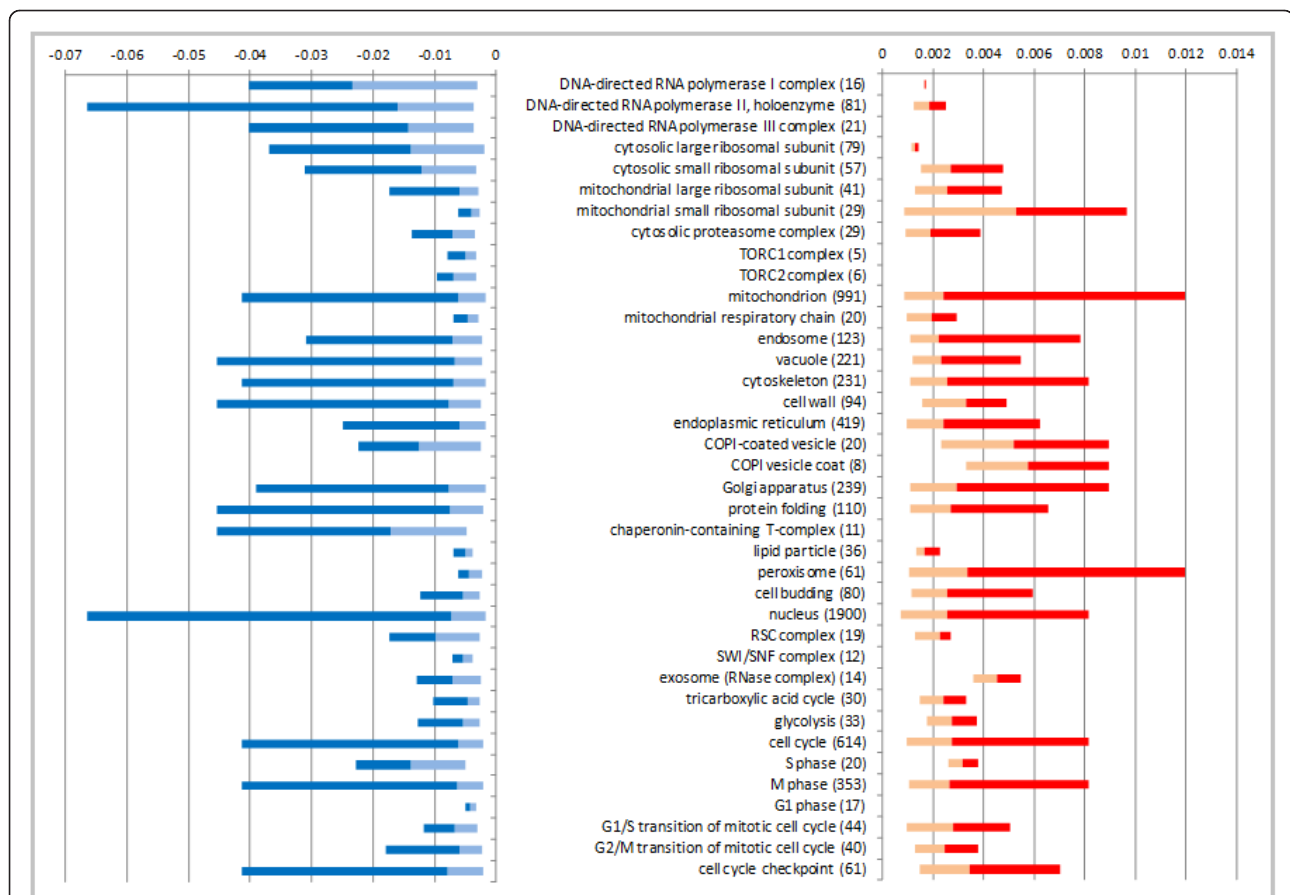 -0.07 -0.06 -0.05 -0.04 -0.03 -0.02 -0.01 0 0 0.002 0.004 0.006 0.008 0.01 0.012 0.014
DNA-directed RNA polymerase I complex (16)
DNA-directed RNA polymerase II, holoenzyme (81)
DNA-directed RNA polymerase III complex (21)
cytosolic large ribosomal subunit (79)
cytosolic small ribosomal subunit (57)
mitochondrial large ribosomal subunit (41)
mitochondrial small ribosomal subunit (29)
cytosolic proteasome complex (29)
TORC1 complex (5)
TORC2 complex (6)
mitochondrion (991)
mitochondrial respiratory chain (20)
endosome (123)
vacuole (221)
cytoskeleton (231)
cell wall (94)
endoplasmic reticulum (419)
COPI-coated vesicle (20)
COPI vesicle coat (8)
Golgi apparatus (239)
protein folding (110)
chaperonin-containing T-complex (11)
lipid particle (36)
peroxisome (61)
cell budding (80)
nucleus (1900)
RSC complex (19)
SWI/SNF complex (12)
exosome (RNase complex) (14)
tricarboxylic acid cycle (30)
glycolysis (33)
cell cycle (614)
S phase (20)
M phase (353)
G1 phase (17)
G1/S transition of mitotic cell cycle (44)
G2/M transition of mitotic cell cycle (40)
cell cycle checkpoint (61)